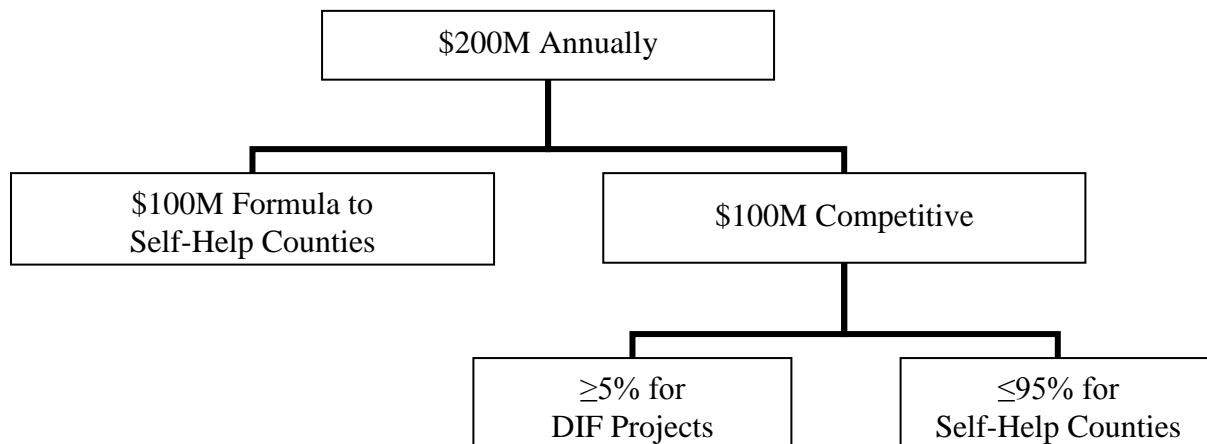 $200M Annually
$100M Formula to
Self-Help Counties
$100M Competitive
≥5% for
DIF Projects
≤95% for
Self-Help Counties